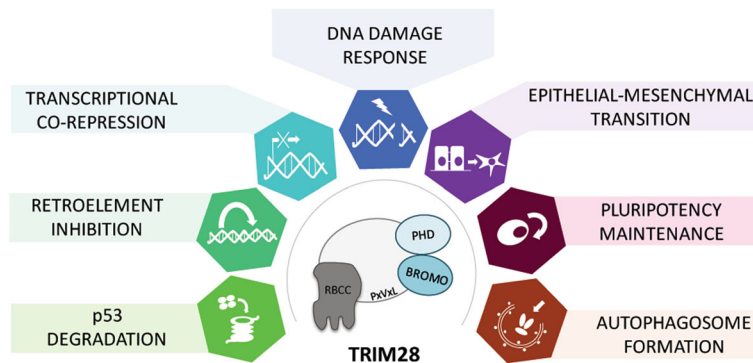 DNA DAMAGE
RESPONSE
TRANSCRIPTIONAL
CO-REPRESSION
EPITHELIAL-MESENCHYMAL
TRANSITION
RETROELEMENT
INHIBITION
PLURIPOTENCY
MAINTENANCE
p53
DEGRADATION
AUTOPHAGOSOME
FORMATION
PHD
BROMO
RBCC
PxVxL
TRIM28